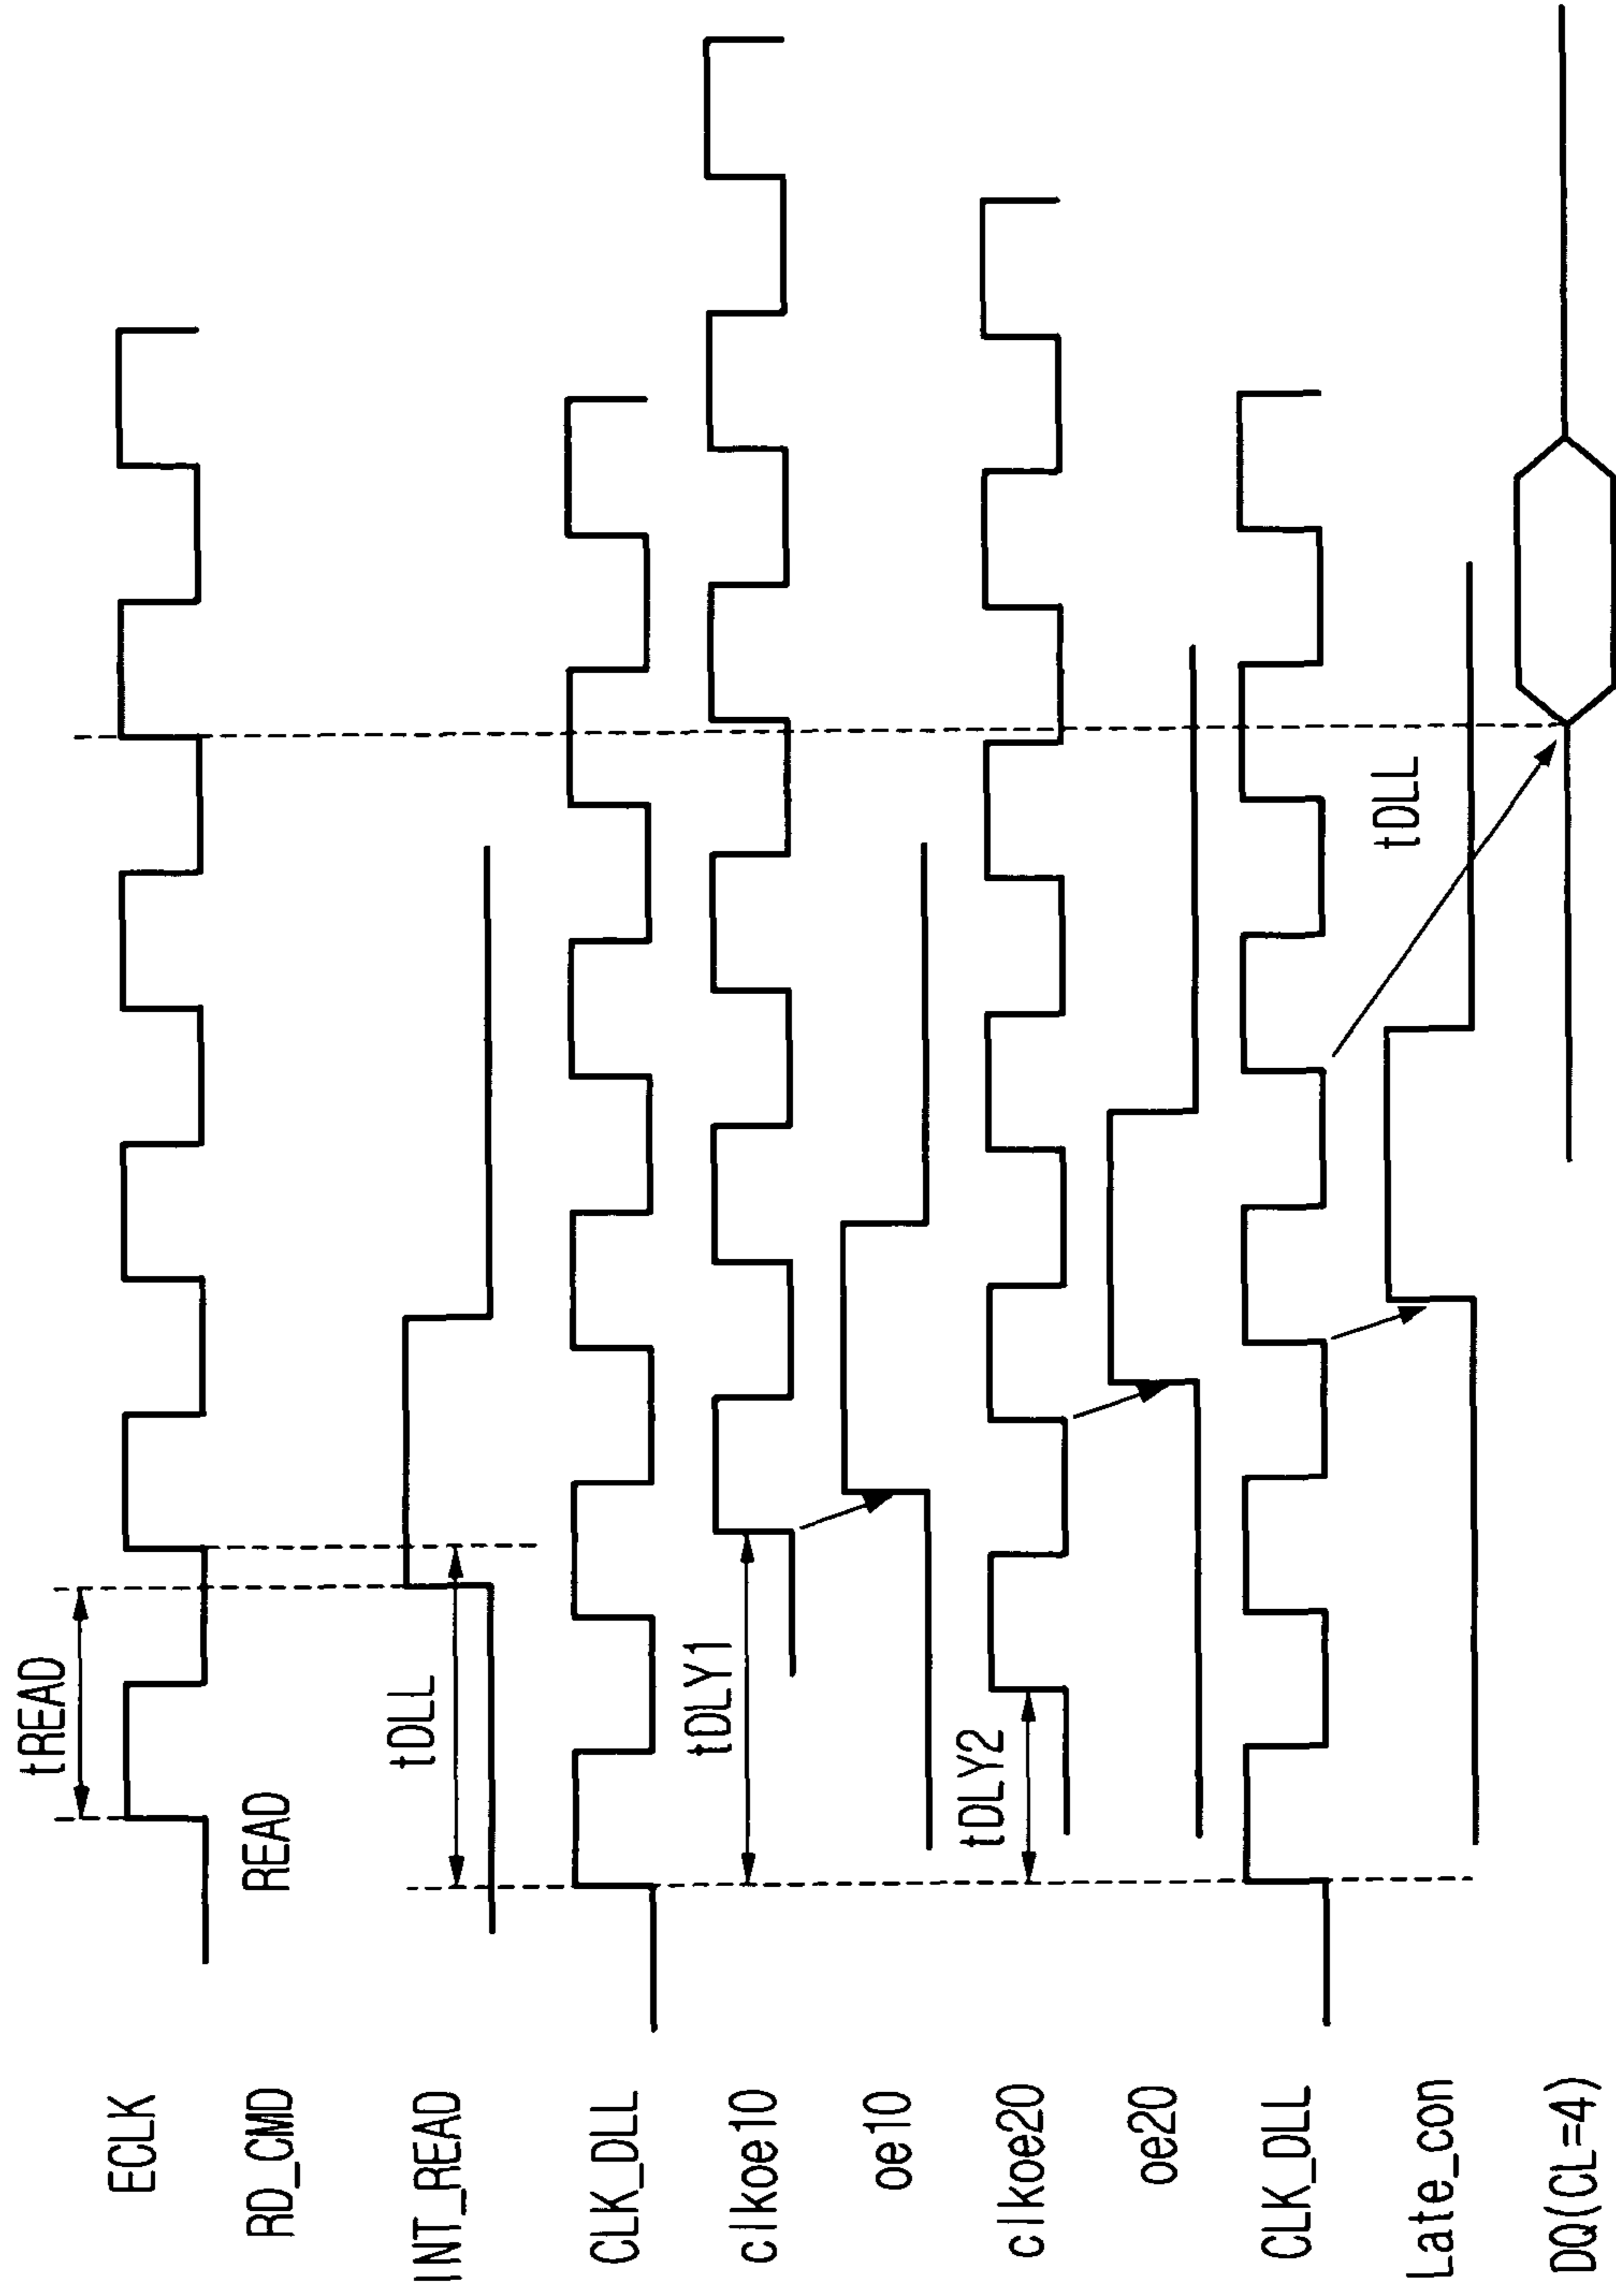 tREAD
ECLK
RD_CMD
READ
INT_READ
tDLL
CLK_DLL
tDLY1
clkoe10
oe10
tDLY2
clkoe20
oe20
CLK_DLL
tDLL
Late_con
DQ(CL=4)